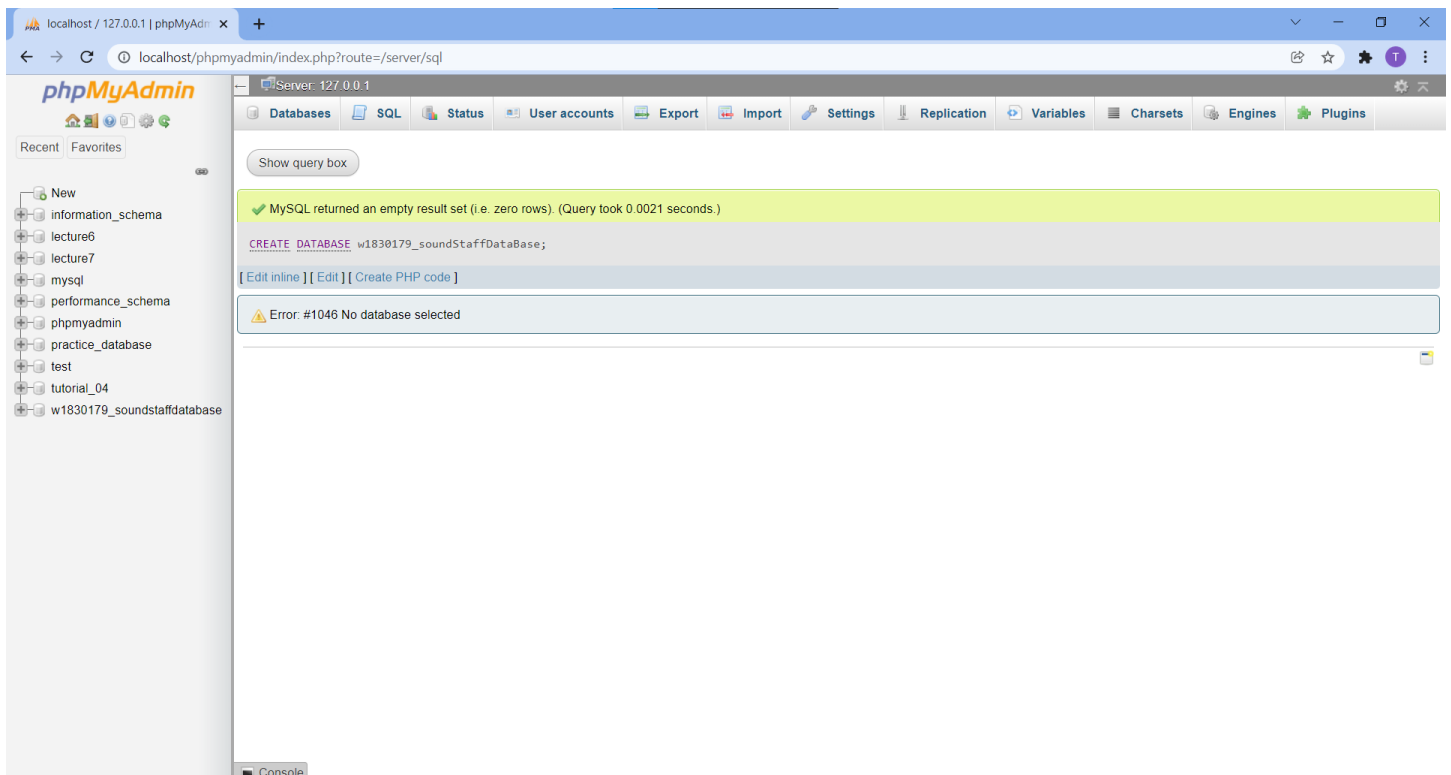 localhost / 127.0.0.1 | phpMyAdm
localhost/phpmyadmin/index.php?route=/server/sql
T
phpMyAdmin
Recent Favorites
New
information_schema
lecture6
lecture7
mysql
performance_schema
phpmyadmin
practice_database
test
tutorial_04
w1830179_soundstaffdatabase
Server: 127.0.0.1
Databases SQL Status User accounts Export Import Settings Replication Variables Charsets Engines Plugins
Show query box
MySQL returned an empty result set (i.e. zero rows). (Query took 0.0021 seconds.)
CREATE DATABASE w1830179_soundStaffDataBase;
[ Edit inline ] [ Edit ] [ Create PHP code ]
Error: #1046 No database selected
Console